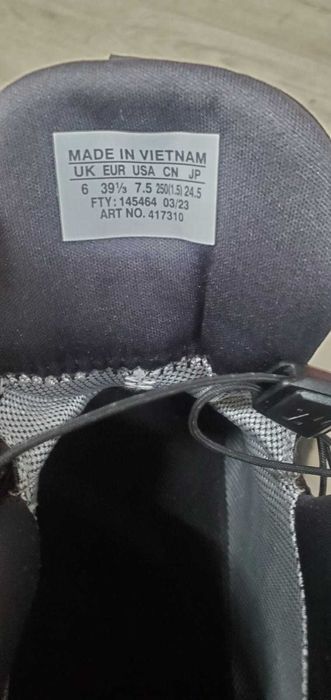 MADE IN VIETNAM
UK EUR USA CN JP
6 39⅓ 7.5 250(1.5) 24.5
FTY: 145464 03/23
ART NO. 417310